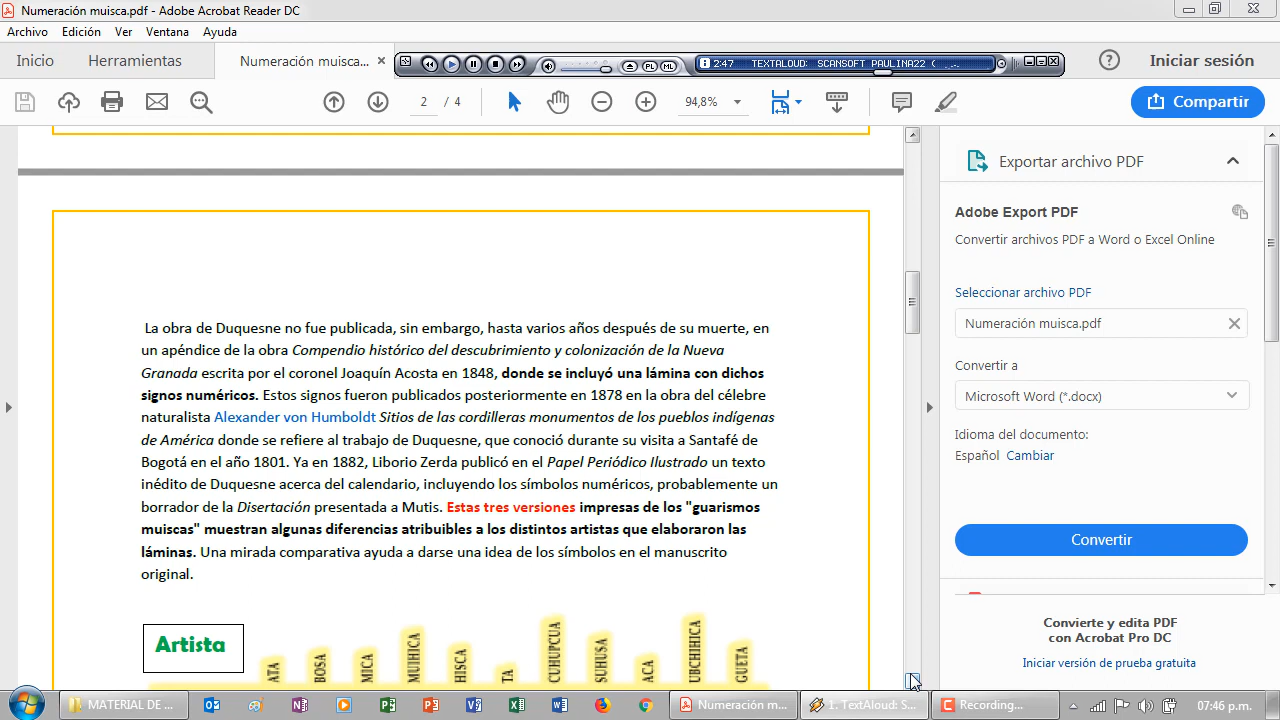 Numeración muisca.pdf - Adobe Acrobat Reader DC
Archivo Edición Ver Ventana Ayuda
Inicio Herramientas Numeración muisca... × 2:47 TEXTALOUD: SCANSOFT PAULINA22 ( ... Iniciar sesión
PL ML
2 / 4 94,8% Compartir
Exportar archivo PDF
Adobe Export PDF
Convertir archivos PDF a Word o Excel Online
Seleccionar archivo PDF
Numeración muisca.pdf
Convertir a
Microsoft Word (*.docx)
Idioma del documento:
Español Cambiar
Convertir
Convierte y edita PDF
con Acrobat Pro DC
Iniciar versión de prueba gratuita
La obra de Duquesne no fue publicada, sin embargo, hasta varios años después de su muerte, en
un apéndice de la obra Compendio histórico del descubrimiento y colonización de la Nueva
Granada escrita por el coronel Joaquín Acosta en 1848, donde se incluyó una lámina con dichos
signos numéricos. Estos signos fueron publicados posteriormente en 1878 en la obra del célebre
naturalista Alexander von Humboldt Sitios de las cordilleras monumentos de los pueblos indígenas
de América donde se refiere al trabajo de Duquesne, que conoció durante su visita a Santafé de
Bogotá en el año 1801. Ya en 1882, Liborio Zerda publicó en el Papel Periódico Ilustrado un texto
inédito de Duquesne acerca del calendario, incluyendo los símbolos numéricos, probablemente un
borrador de la Disertación presentada a Mutis. Estas tres versiones impresas de los "guarismos
muiscas" muestran algunas diferencias atribuibles a los distintos artistas que elaboraron las
láminas. Una mirada comparativa ayuda a darse una idea de los símbolos en el manuscrito
original.
Artista
ATA
BOSA
MICA
MUIHICA
HISCA
TA
CUHUPCUA
SUHUSA
ACA
UBCHIHICA
GUETA
MATERIAL DE ... Numeración m... 1. TextAloud: S... Recording... 07:46 p.m.